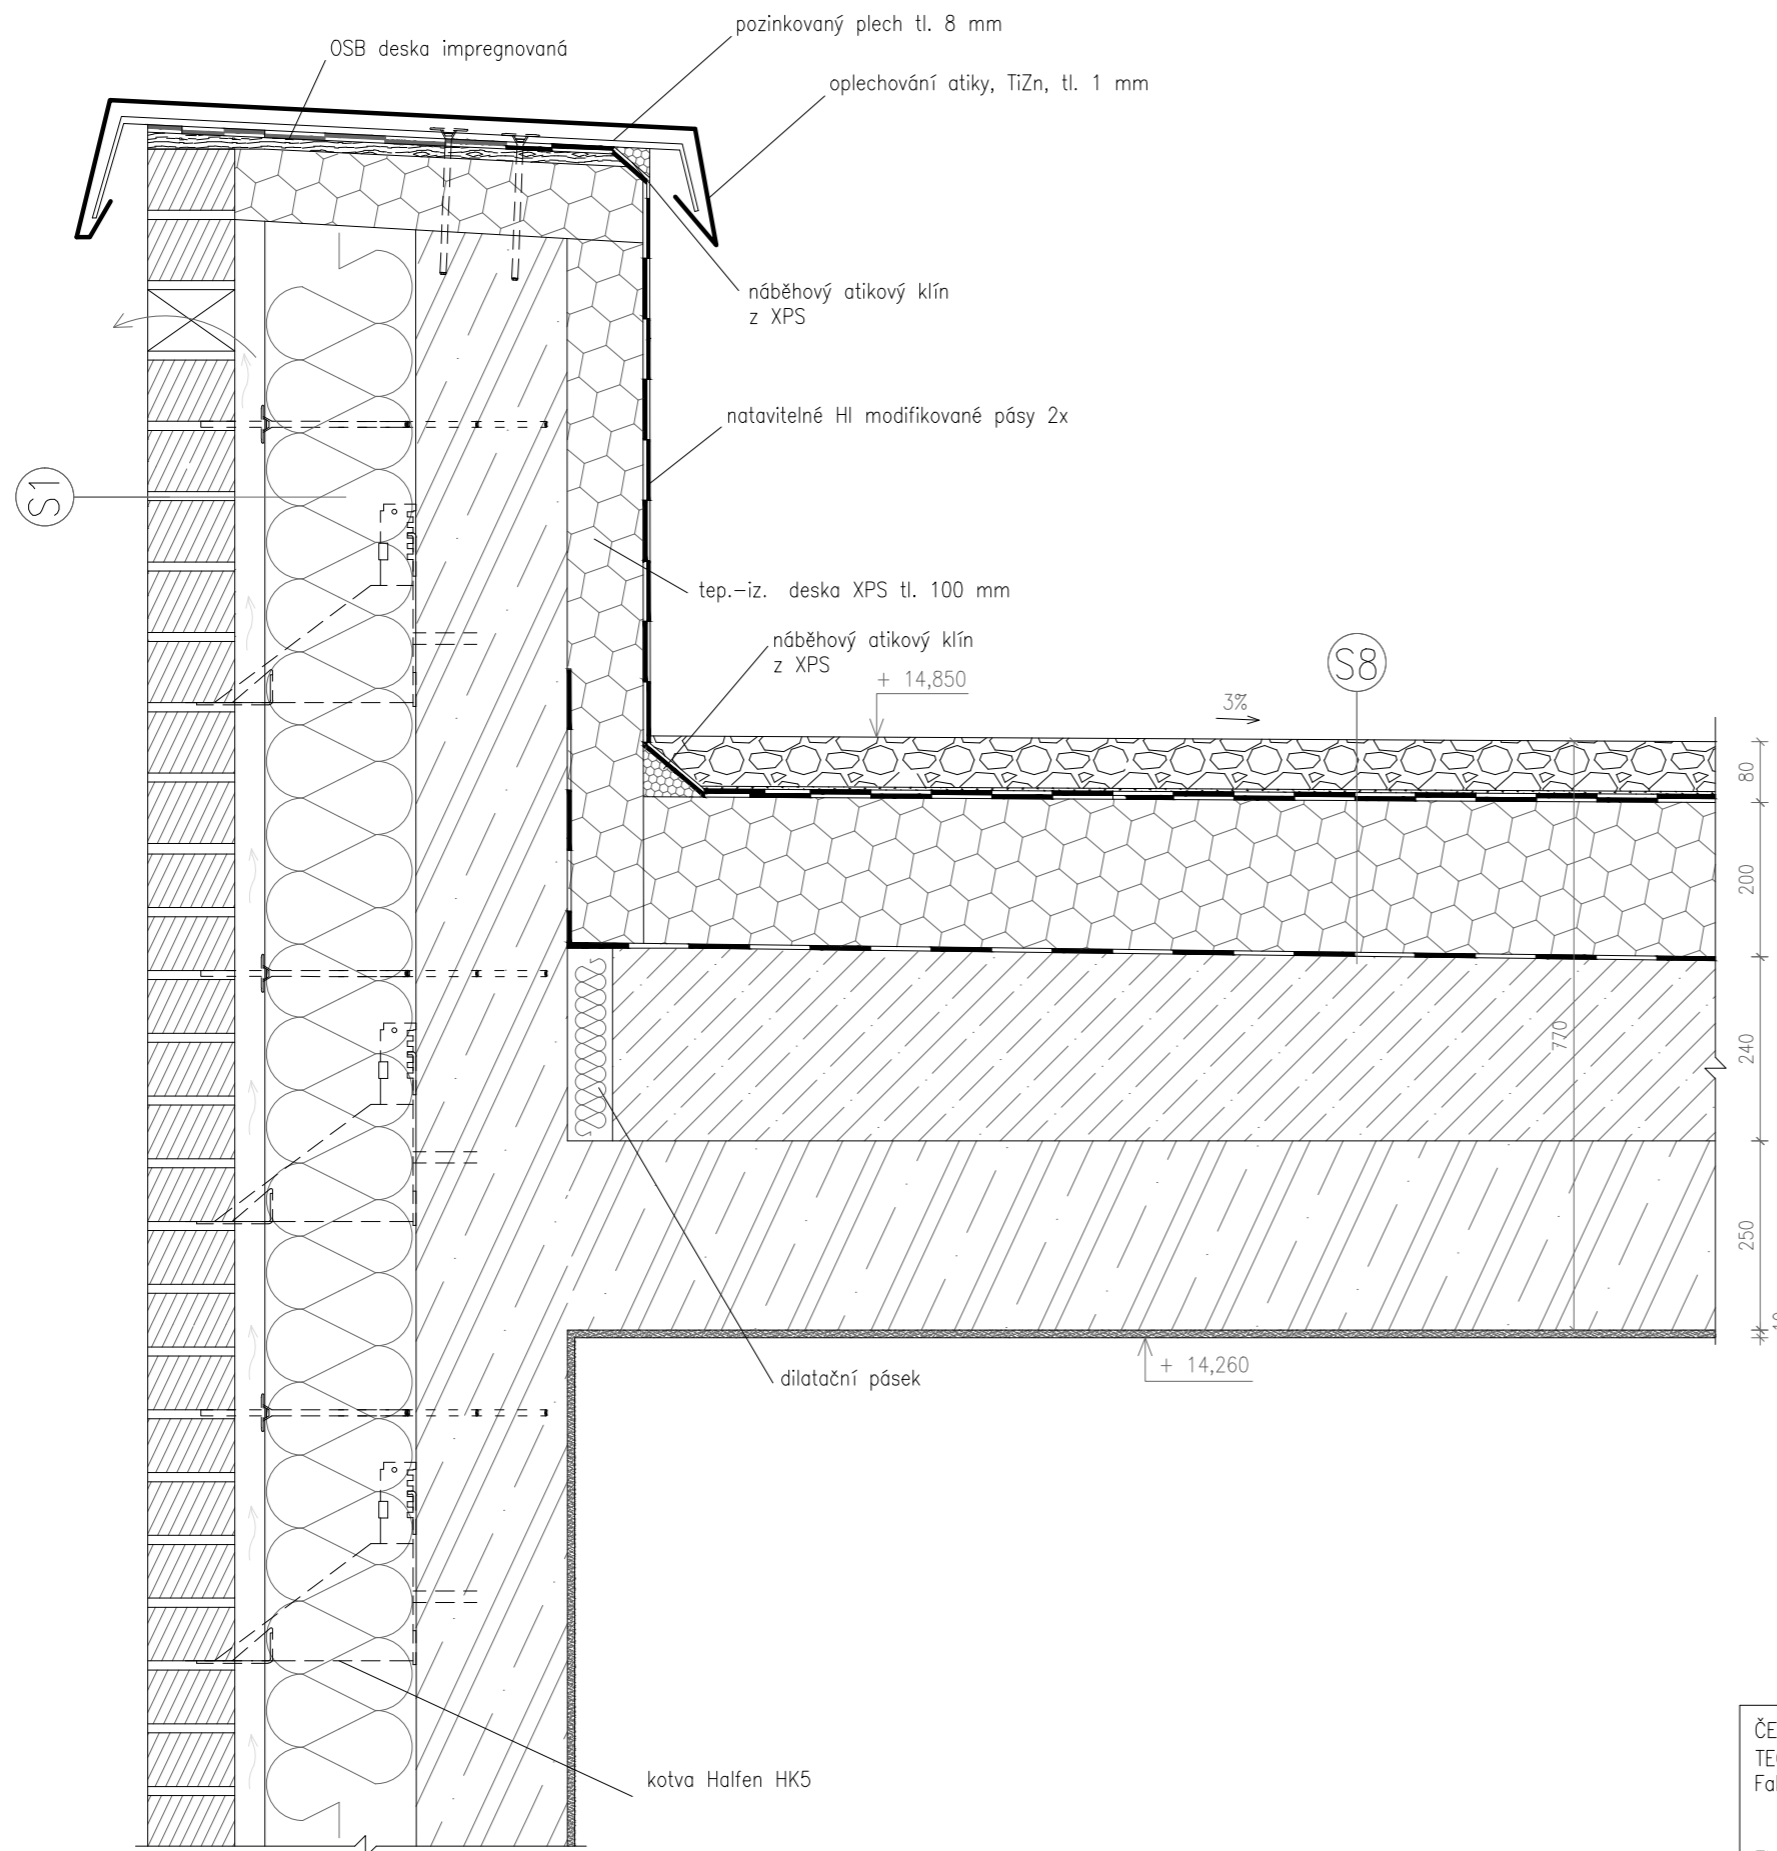 pozinkovaný plech tl. 8 mm
OSB deska impregnovaná
oplechování atiky, TiZn, tl. 1 mm
náběhový atikový klín
z XPS
natavitelné HI modifikované pásy 2x
S1
tep.-iz. deska XPS tl. 100 mm
náběhový atikový klín
z XPS
S8
+ 14,850
3%
80
200
770
240
250
+ 14,260
dilatační pásek
kotva Halfen HK5